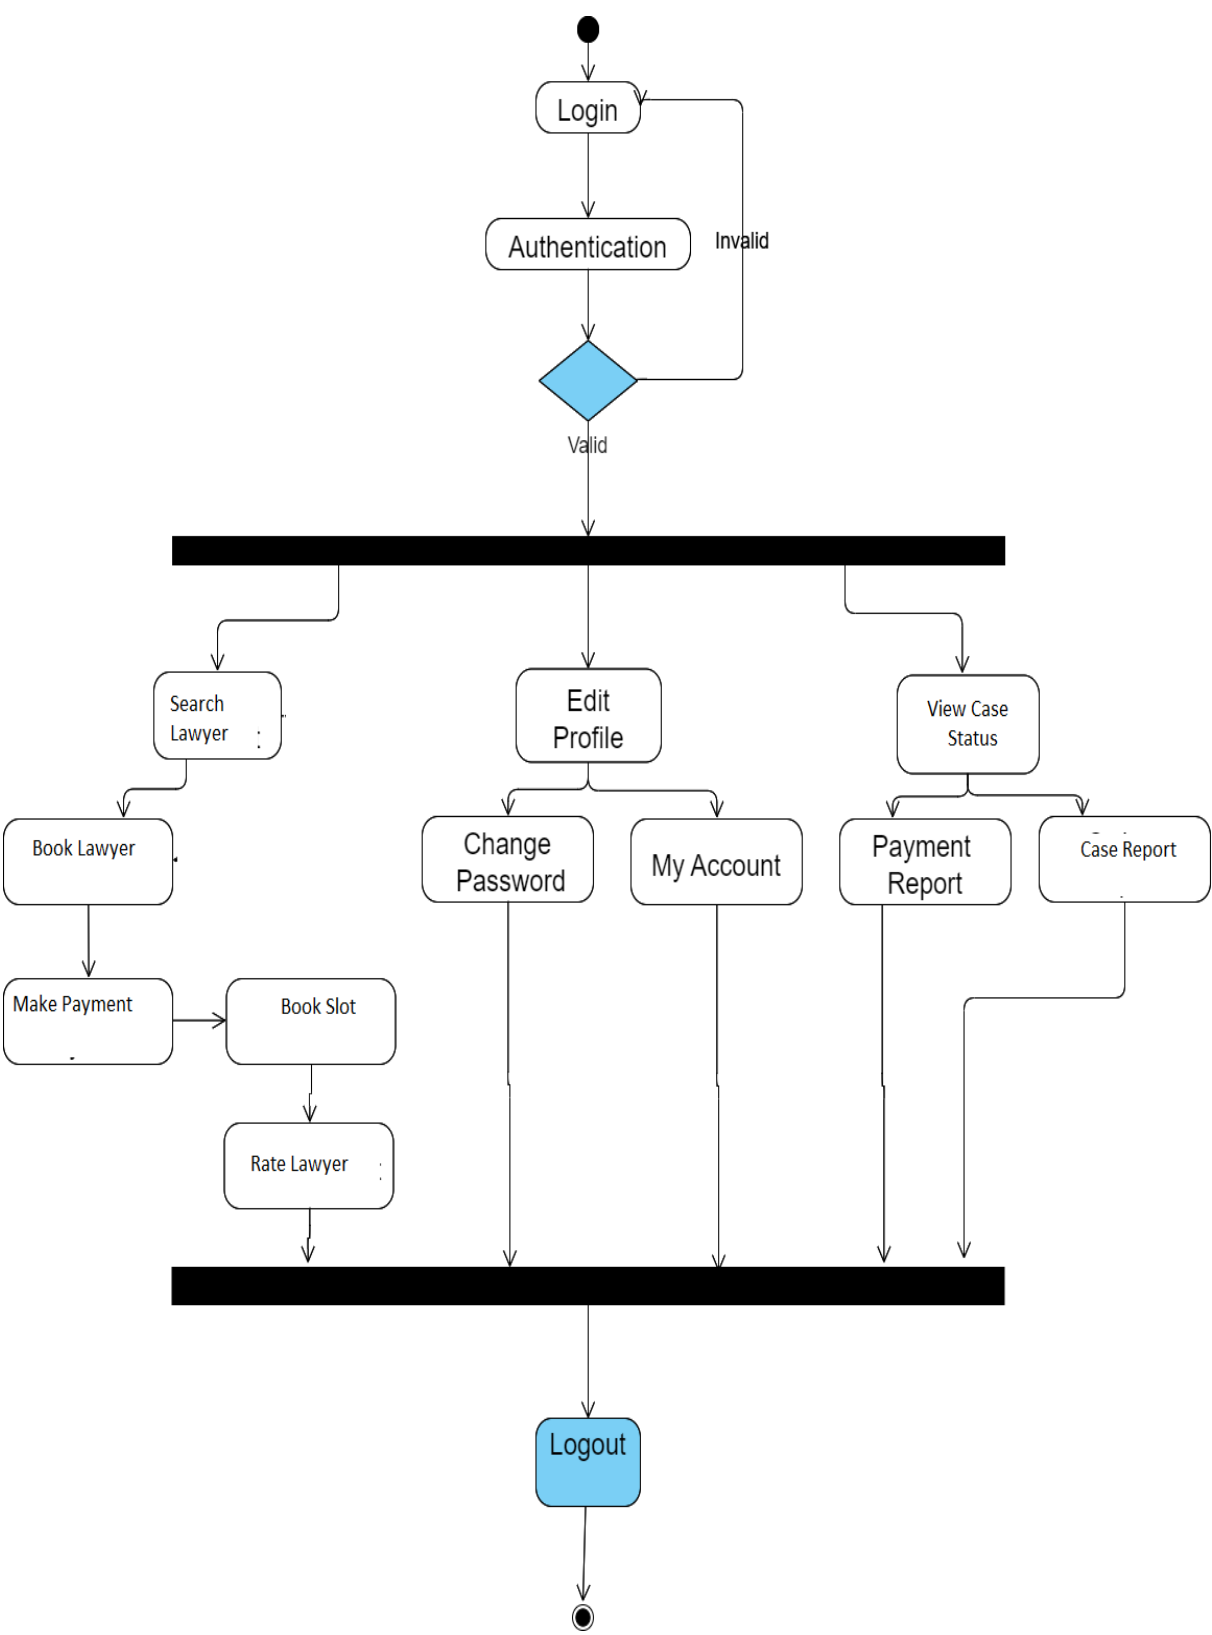 Login
Authentication
Invalid
Valid
Search
Lawyer
Edit
Profile
View Case
Status
Book Lawyer
Change
Password
My Account
Payment
Report
Case Report
Make Payment
Book Slot
Rate Lawyer
Logout